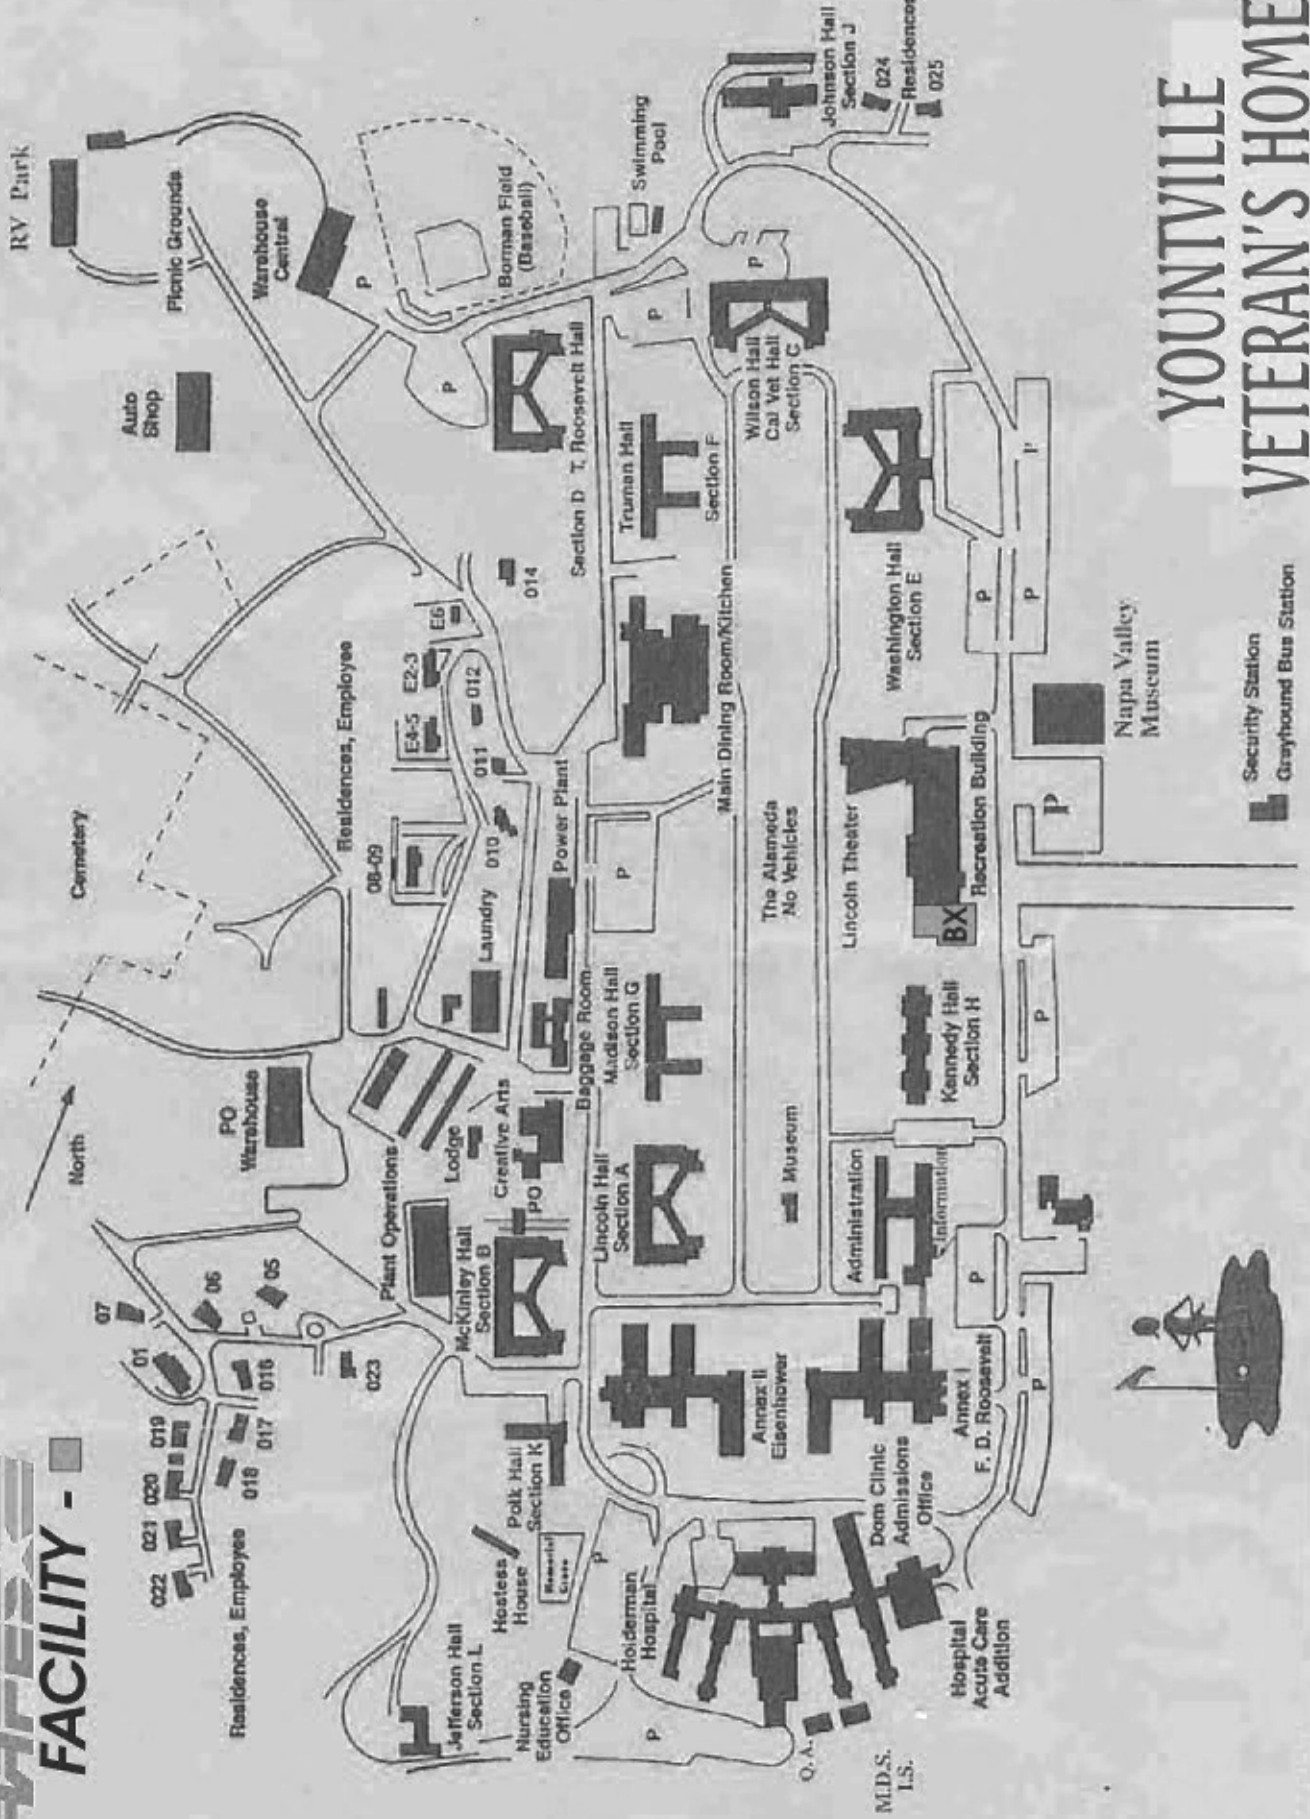 FACILITY -
RV Park
Picnic Grounds
Auto
Shop
Warehouse
Central
Cemetery
North
PO
Warehouse
07
06
05
01
016
017
018
019
020
021
022
023
Residences, Employee
Residences, Employee
08-09
E4-5
E2-3
E6
014
012
011
010
Laundry
Power Plant
Plant Operations
Lodge
Creative Arts
PO
Baggage Room
McKinley Hall
Section B
Jefferson Hall
Section L
Hostess
House
Polk Hall
Section K
Memorial
Grove
Nursing
Education
Office
P
P
P
P
Borman Field
(Baseball)
Section D T. Roosevelt Hall
Swimming
Pool
Lincoln Hall
Section A
Madison Hall
Section G
P
Main Dining Room/Kitchen
Truman Hall
Section F
P
P
Wilson Hall
Cal Vet Hall
Section C
Johnson Hall
Section J
024
Residences
025
Holderman
Hospital
Annex II
Eisenhower
Museum
The Alameda
No Vehicles
Q.A.
M.D.S.
I.S.
Dom Clinic
Admissions
Office
Hospital
Acute Care
Addition
Annex I
F. D. Roosevelt
Administration
Information
P
P
Kennedy Hall
Section H
P
Lincoln Theater
BX
Recreation Building
Washington Hall
Section E
P
P
P
P
Napa Valley
Museum
Security Station
Greyhound Bus Station
YOUNTVILLE
VETERAN'S HOME